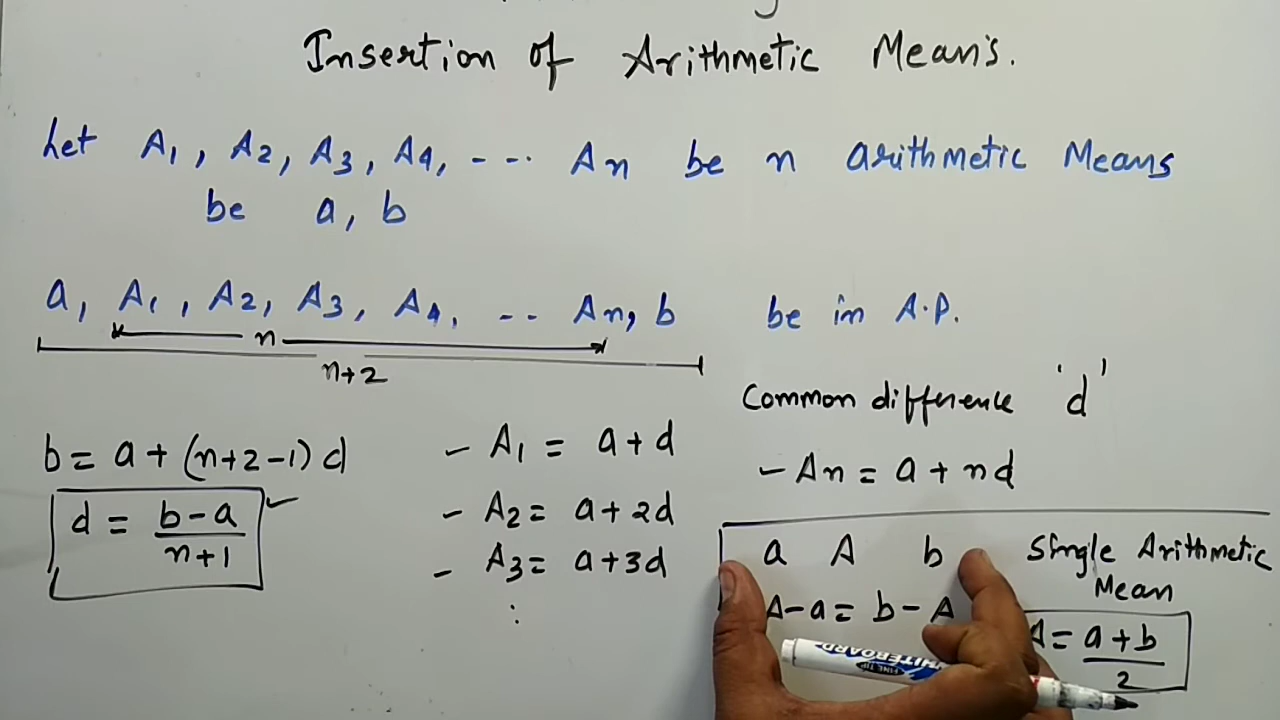 Insertion of Arithmetic Mean's.
Let A1, A2, A3, A4, --- An be n arithmetic Means
be a, b
a, A1, A2, A3, A4, -- An, b be in A.P.
n
n+2
Common difference 'd'
b = a + (n+2-1) d
- A1 = a+d
- An = a + nd
d = b-a / n+1
- A2 = a+2d
- A3 = a+3d
:
a A b Single Arithmetic Mean
A-a = b-A
A = a+b / 2
WHITEBOARD